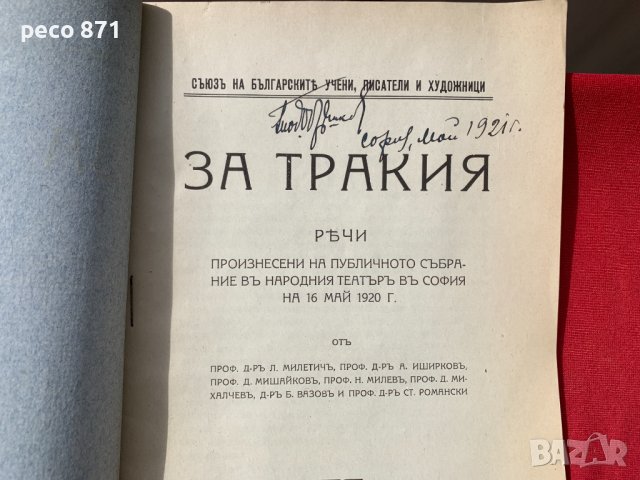 peco 871
СЪЮЗЪ НА БЪЛГАРСКИТѢ УЧЕНИ, ПИСАТЕЛИ И ХУДОЖНИЦИ
София, Май 1921 г.
ЗА ТРАКИЯ
РѢЧИ
ПРОИЗНЕСЕНИ НА ПУБЛИЧНОТО СЪБРА-
НИЕ ВЪ НАРОДНИЯ ТЕАТЪРЪ ВЪ СОФИЯ
НА 16 МАЙ 1920 Г.
ОТЪ
ПРОФ. Д-РЪ Л. МИЛЕТИЧЪ, ПРОФ. Д-РЪ А. ИШИРКОВЪ,
ПРОФ. Д. МИШАЙКОВЪ, ПРОФ. Н. МИЛЕВЪ, ПРОФ. Д. МИ-
ХАЛЧЕВЪ, Д-РЪ Б. ВАЗОВЪ И ПРОФ. Д-РЪ СТ. РОМАНСКИ
BAZAR